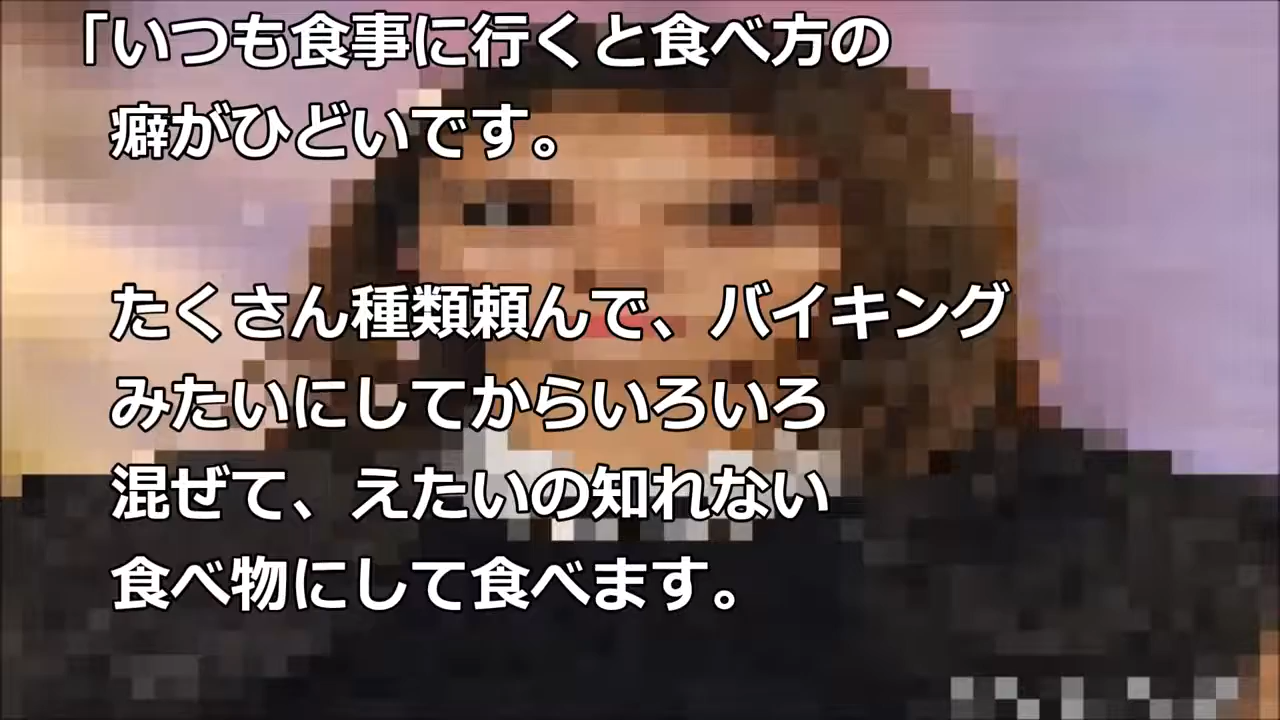 「いつも食事に行くと食べ方の
癖がひどいです。
たくさん種類頼んで、バイキング
みたいにしてからいろいろ
混ぜて、えたいの知れない
食べ物にして食べます。